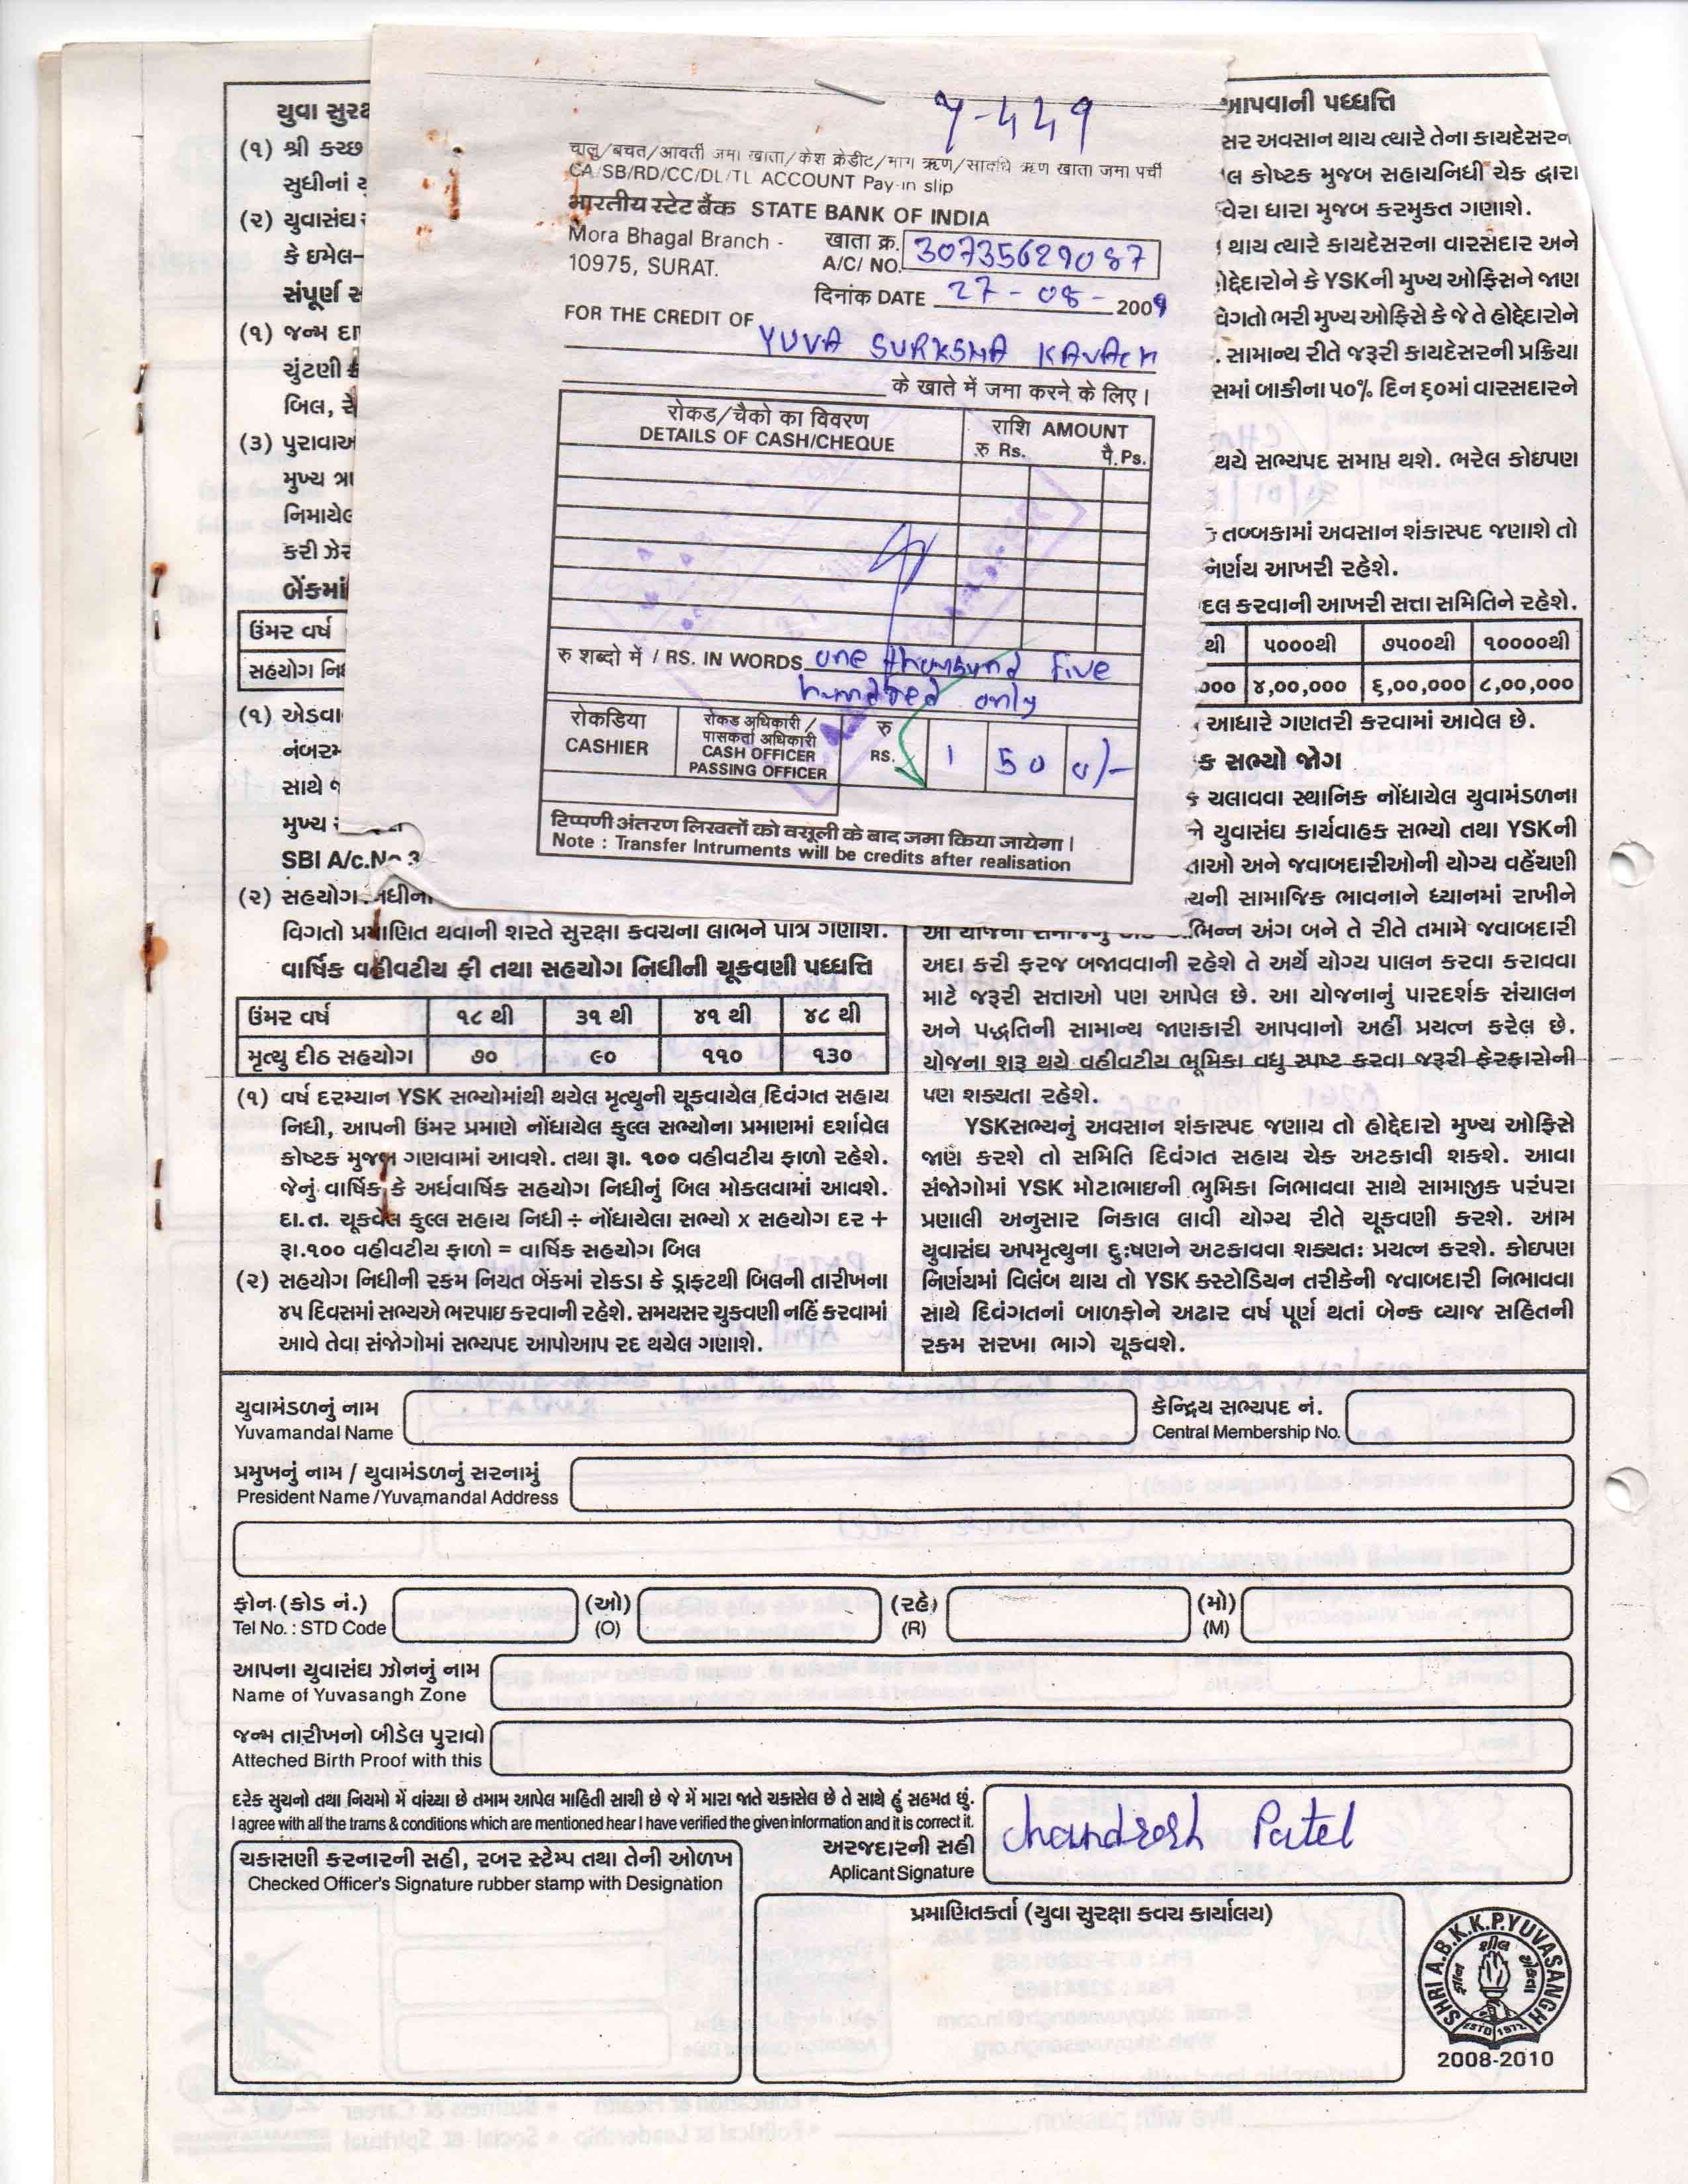 યુવા સુરક્ષ
(૧) શ્રી કચ્છ
સુધીનાં
(૨) યુવાસંઘ
કે ઇમેલ-
સંપૂર્ણ
(૧) જન્મ
ચુંટણી
બિલ,
(૩) પુરાવાઓ
મુખ્ય
નિમાયેલ
કરી ઝેર
બેંકમાં
ઉંમર વર્ષ
સહયોગ
(૧) એડવા
નંબરમ
સાથે
મુખ્ય
SBI A/c.No 3
(૨) સહયોગ
૧-૬૬૧
चालु/बचत/आवर्ती जमा खाता/केश क्रेडीट/मांग ऋण/सावधि ऋण खाता जमा पर्ची
CA/SB/RD/CC/DL/TL ACCOUNT Pay-in slip
भारतीय स्टेट बैंक STATE BANK OF INDIA
Mora Bhagal Branch -
10975, SURAT.
खाता क्र.
A/C/ NO. 30735629087
दिनांक DATE 27-08-2009
FOR THE CREDIT OF
YUVA SURKSHA KAVACH
के खाते में जमा करने के लिए।
रोकड/चैको का विवरण
DETAILS OF CASH/CHEQUE
राशि AMOUNT
रु Rs. पै.Ps.
रु शब्दो में / RS. IN WORDS one thousund five
hundred only
रोकडिया
CASHIER
रोकड अधिकारी /
पासकर्ता अधिकारी
CASH OFFICER
PASSING OFFICER
रु
RS. 1 50 0/-
टिप्पणी अंतरण लिखतों को वसूली के बाद जमा किया जायेगा।
Note : Transfer Intruments will be credits after realisation
આપવાની પધ્ધતિ
સર અવસાન થાય ત્યારે તેના કાયદેસરન
લ કોષ્ટક મુજબ સહાયનિધી ચેક દ્વારા
વેરા ધારા મુજબ કરમુકત ગણાશે.
થાય ત્યારે કાયદેસરના વારસદાર અને
હોદ્દેદારોને કે YSKની મુખ્ય ઓફિસને જાણ
વિગતો ભરી મુખ્ય ઓફિસે કે જે તે હોદ્દેદારોને
. સામાન્ય રીતે જરૂરી કાયદેસરની પ્રક્રિયા
સમાં બાકીના ૫૦% દિન ૬૦માં વારસદારને
થયે સભ્યપદ સમાપ્ત થશે. ભરેલ કોઇપણ
તબ્બકામાં અવસાન શંકાસ્પદ જણાશે તો
નિર્ણય આખરી રહેશે.
દલ કરવાની આખરી સત્તા સમિતિને રહેશે.
થી ૫૦૦૦થી ૭૫૦૦થી ૧૦૦૦૦થી
૦૦૦ ૪,૦૦,૦૦૦ ૬,૦૦,૦૦૦ ૮,૦૦,૦૦૦
આધારે ગણતરી કરવામાં આવેલ છે.
ક સભ્યો જોગ
ચલાવવા સ્થાનિક નોંધાયેલ યુવામંડળના
ને યુવાસંઘ કાર્યવાહક સભ્યો તથા YSKની
તાઓ અને જવાબદારીઓની યોગ્ય વહેંચણી
ચની સામાજિક ભાવનાને ધ્યાનમાં રાખીને
વિગતો પ્રમાણિત થવાની શરતે સુરક્ષા કવચના લાભને પાત્ર ગણાશે.
વાર્ષિક વહીવટીય ફી તથા સહયોગ નિધીની ચૂકવણી પધ્ધતિ
ઉંમર વર્ષ ૧૮ થી ૩૧ થી ૪૧ થી ૪૮ થી
મૃત્યુ દીઠ સહયોગ ૭૦ ૯૦ ૧૧૦ ૧૩૦
(૧) વર્ષ દરમ્યાન YSK સભ્યોમાંથી થયેલ મૃત્યુની ચૂકવાયેલ દિવંગત સહાય
નિધી, આપની ઉંમર પ્રમાણે નોંધાયેલ કુલ્લ સભ્યોના પ્રમાણમાં દર્શાવેલ
કોષ્ટક મુજબ ગણવામાં આવશે. તથા રૂા. ૧૦૦ વહીવટીય ફાળો રહેશે.
જેનું વાર્ષિક કે અર્ધવાર્ષિક સહયોગ નિધીનું બિલ મોકલવામાં આવશે.
દા.ત. ચૂકવેલ કુલ્લ સહાય નિધી ÷ નોંધાયેલા સભ્યો x સહયોગ દર +
રૂા.૧૦૦ વહીવટીય ફાળો = વાર્ષિક સહયોગ બિલ
(૨) સહયોગ નિધીની રકમ નિયત બેંકમાં રોકડા કે ડ્રાફ્ટથી બિલની તારીખના
૪૫ દિવસમાં સભ્યએ ભરપાઇ કરવાની રહેશે. સમયસર ચુકવણી નહિં કરવામાં
આવે તેવા સંજોગોમાં સભ્યપદ આપોઆપ રદ થયેલ ગણાશે.
ભિન્ન અંગ બને તે રીતે તમામે જવાબદારી
અદા કરી ફરજ બજાવવાની રહેશે તે અર્થે યોગ્ય પાલન કરવા કરાવવા
માટે જરૂરી સત્તાઓ પણ આપેલ છે. આ યોજનાનું પારદર્શક સંચાલન
અને પદ્ધતિની સામાન્ય જાણકારી આપવાનો અહીં પ્રયત્ન કરેલ છે.
યોજના શરૂ થયે વહીવટીય ભૂમિકા વધુ સ્પષ્ટ કરવા જરૂરી ફેરફારોની
પણ શક્યતા રહેશે.
YSKસભ્યનું અવસાન શંકાસ્પદ જણાય તો હોદ્દેદારો મુખ્ય ઓફિસે
જાણ કરશે તો સમિતિ દિવંગત સહાય ચેક અટકાવી શકશે. આવા
સંજોગોમાં YSK મોટાભાઇની ભુમિકા નિભાવવા સાથે સામાજીક પરંપરા
પ્રણાલી અનુસાર નિકાલ લાવી યોગ્ય રીતે ચૂકવણી કરશે. આમ
યુવાસંઘ અપમૃત્યુના દુઃષણને અટકાવવા શક્યતઃ પ્રયત્ન કરશે. કોઇપણ
નિર્ણયમાં વિલંબ થાય તો YSK કસ્ટોડિયન તરીકેની જવાબદારી નિભાવવા
સાથે દિવંગતનાં બાળકોને અઢાર વર્ષ પૂર્ણ થતાં બેન્ક વ્યાજ સહિતની
રકમ સરખા ભાગે ચૂકવશે.
યુવામંડળનું નામ
Yuvamandal Name
કેન્દ્રિય સભ્યપદ નં.
Central Membership No.
પ્રમુખનું નામ / યુવામંડળનું સરનામું
President Name /Yuvamandal Address
ફોન (કોડ નં.) (ઓ) (રહે) (મો)
Tel No. : STD Code (O) (R) (M)
આપના યુવાસંઘ ઝોનનું નામ
Name of Yuvasangh Zone
જન્મ તારીખનો બીડેલ પુરાવો
Atteched Birth Proof with this
દરેક સુચનો તથા નિયમો મેં વાંચ્યા છે તમામ આપેલ માહિતી સાચી છે જે મેં મારા જાતે ચકાસેલ છે તે સાથે હું સહમત છું.
I agree with all the trams & conditions which are mentioned hear I have verified the given information and it is correct it.
અરજદારની સહી
Aplicant Signature
Chandresh Patel
ચકાસણી કરનારની સહી, રબર સ્ટેમ્પ તથા તેની ઓળખ
Checked Officer's Signature rubber stamp with Designation
પ્રમાણિતકર્તા (યુવા સુરક્ષા કવચ કાર્યાલય)
SHRI A.B.K.K.P.YUVASANGH
ESTD 1977
2008-2010